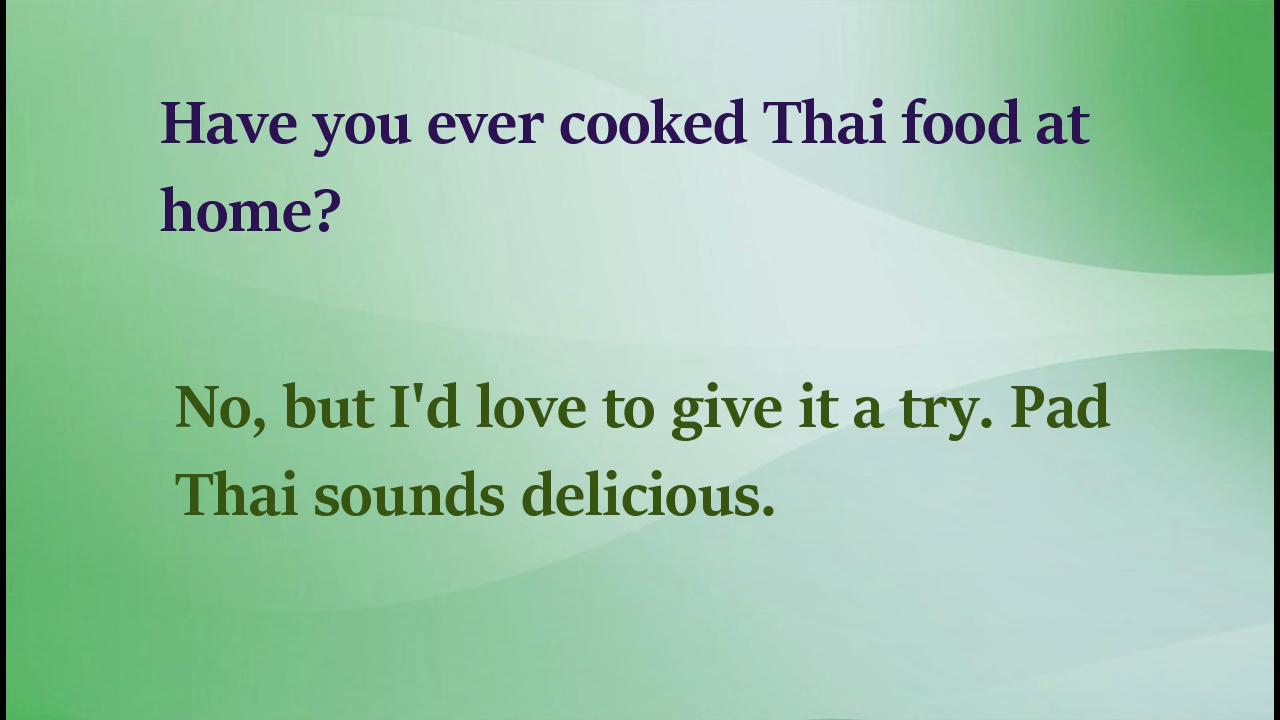 Have you ever cooked Thai food at
home?
No, but I'd love to give it a try. Pad
Thai sounds delicious.